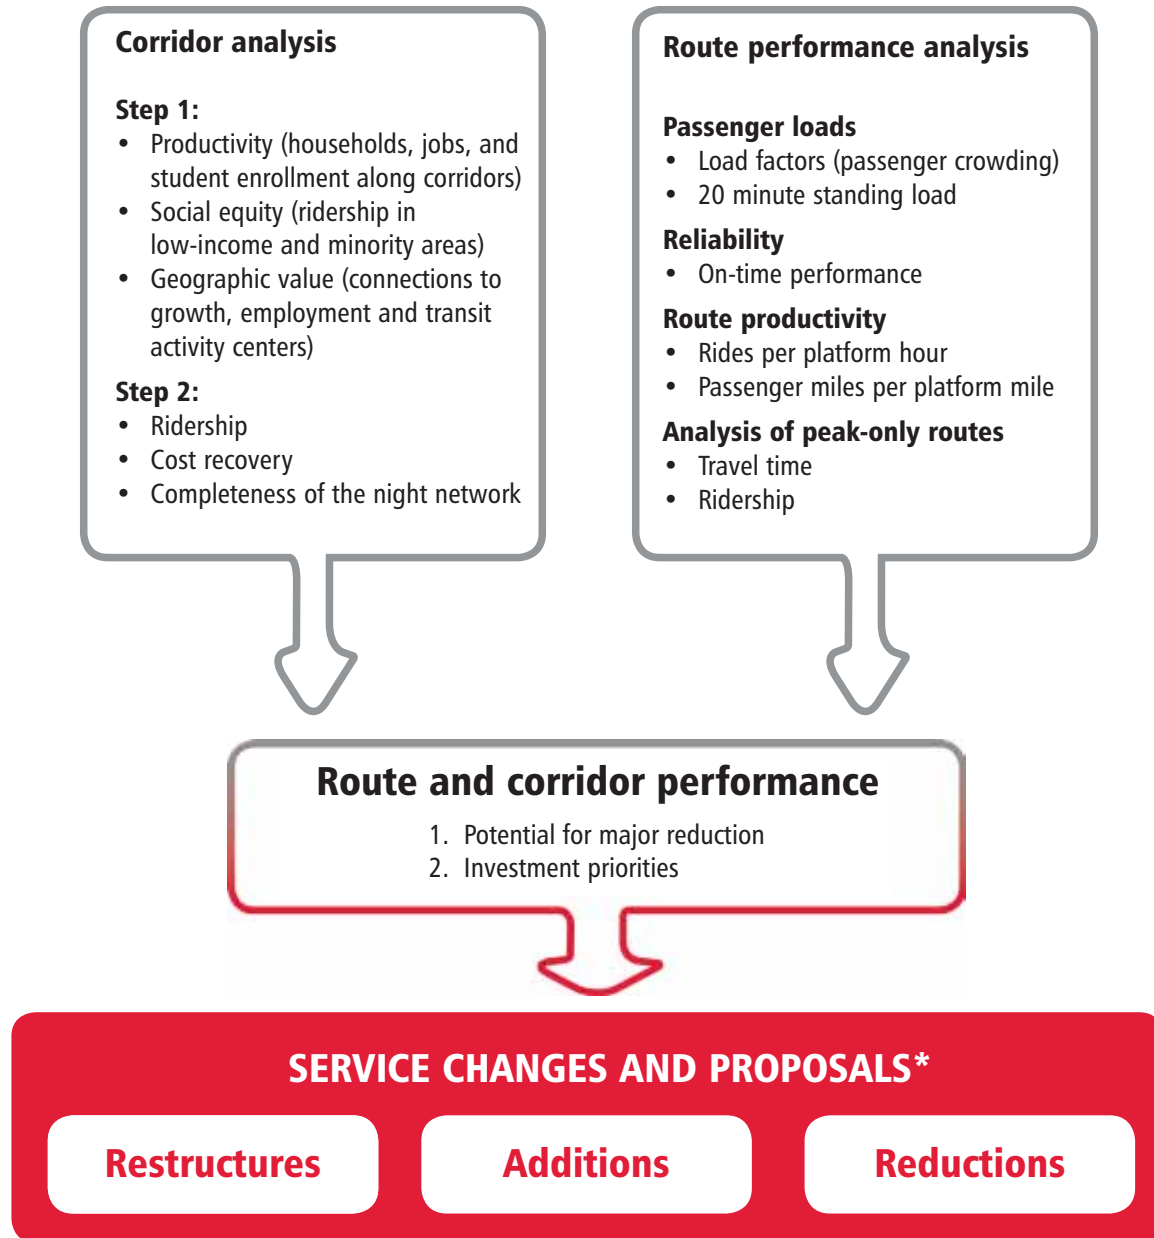 Corridor analysis
Step 1:
• Productivity (households, jobs, and
student enrollment along corridors)
• Social equity (ridership in
low-income and minority areas)
• Geographic value (connections to
growth, employment and transit
activity centers)
Step 2:
• Ridership
• Cost recovery
• Completeness of the night network
Route performance analysis
Passenger loads
• Load factors (passenger crowding)
• 20 minute standing load
Reliability
• On-time performance
Route productivity
• Rides per platform hour
• Passenger miles per platform mile
Analysis of peak-only routes
• Travel time
• Ridership
Route and corridor performance
1. Potential for major reduction
2. Investment priorities
SERVICE CHANGES AND PROPOSALS*
Restructures
Additions
Reductions